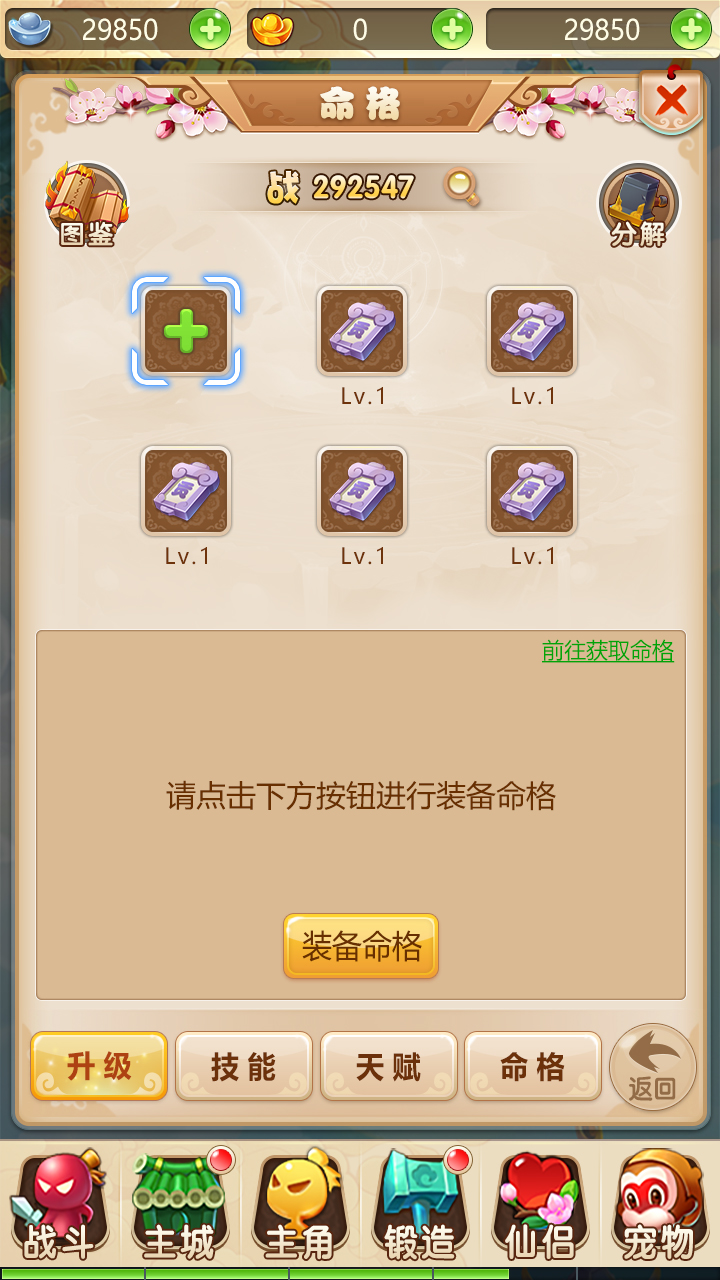 29850 0 29850
命格
图鉴 战 292547 分解
Lv.1 Lv.1
Lv.1 Lv.1 Lv.1
前往获取命格
请点击下方按钮进行装备命格
装备命格
升级 技能 天赋 命格 返回
战斗 主城 主角 锻造 仙侣 宠物